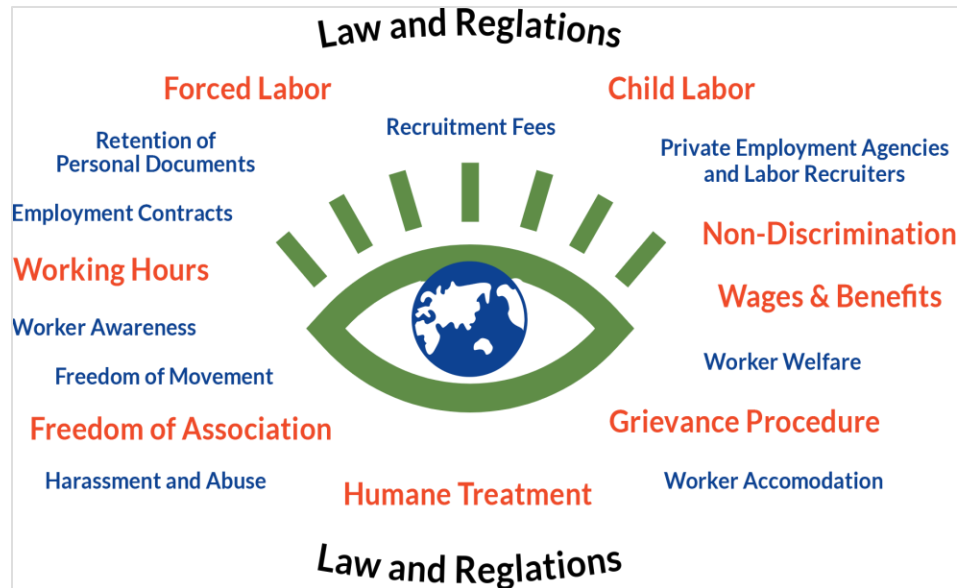 Law and Reglations
Forced Labor
Child Labor
Recruitment Fees
Retention of
Personal Documents
Private Employment Agencies
and Labor Recruiters
Employment Contracts
Non-Discrimination
Working Hours
Wages & Benefits
Worker Awareness
Worker Welfare
Freedom of Movement
Freedom of Association
Grievance Procedure
Harassment and Abuse
Humane Treatment
Worker Accomodation
Law and Reglations